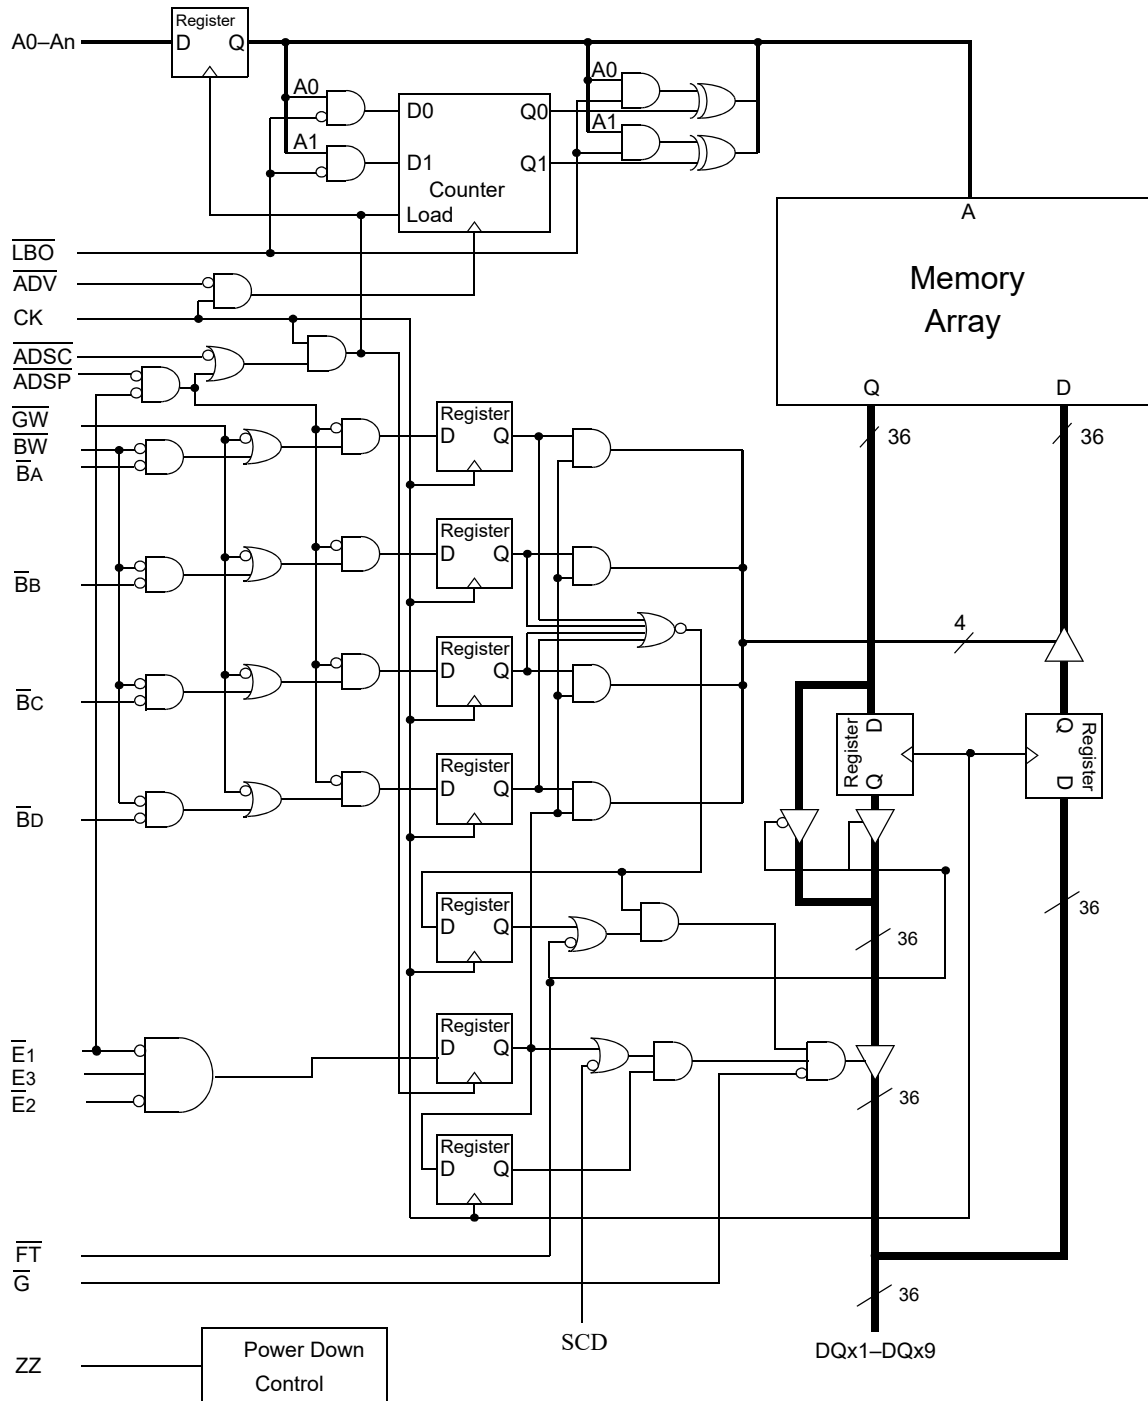 Register
A0–An
D Q
A0
A0
D0 Q0
A1
A1
D1 Q1
Counter
Load
A
LBO
ADV
Memory
Array
CK
ADSC
ADSP
Q D
GW
Register
36 36
D Q
BW
BA
Register
D Q
BB
4
Register
D Q
BC
D
Register
Q
Q
Register
D
Register
D Q
BD
Register
36
D Q
36
Register
E1
D Q
E3
E2
36
Register
D Q
FT
G
36
SCD
DQx1–DQx9
Power Down
ZZ
Control